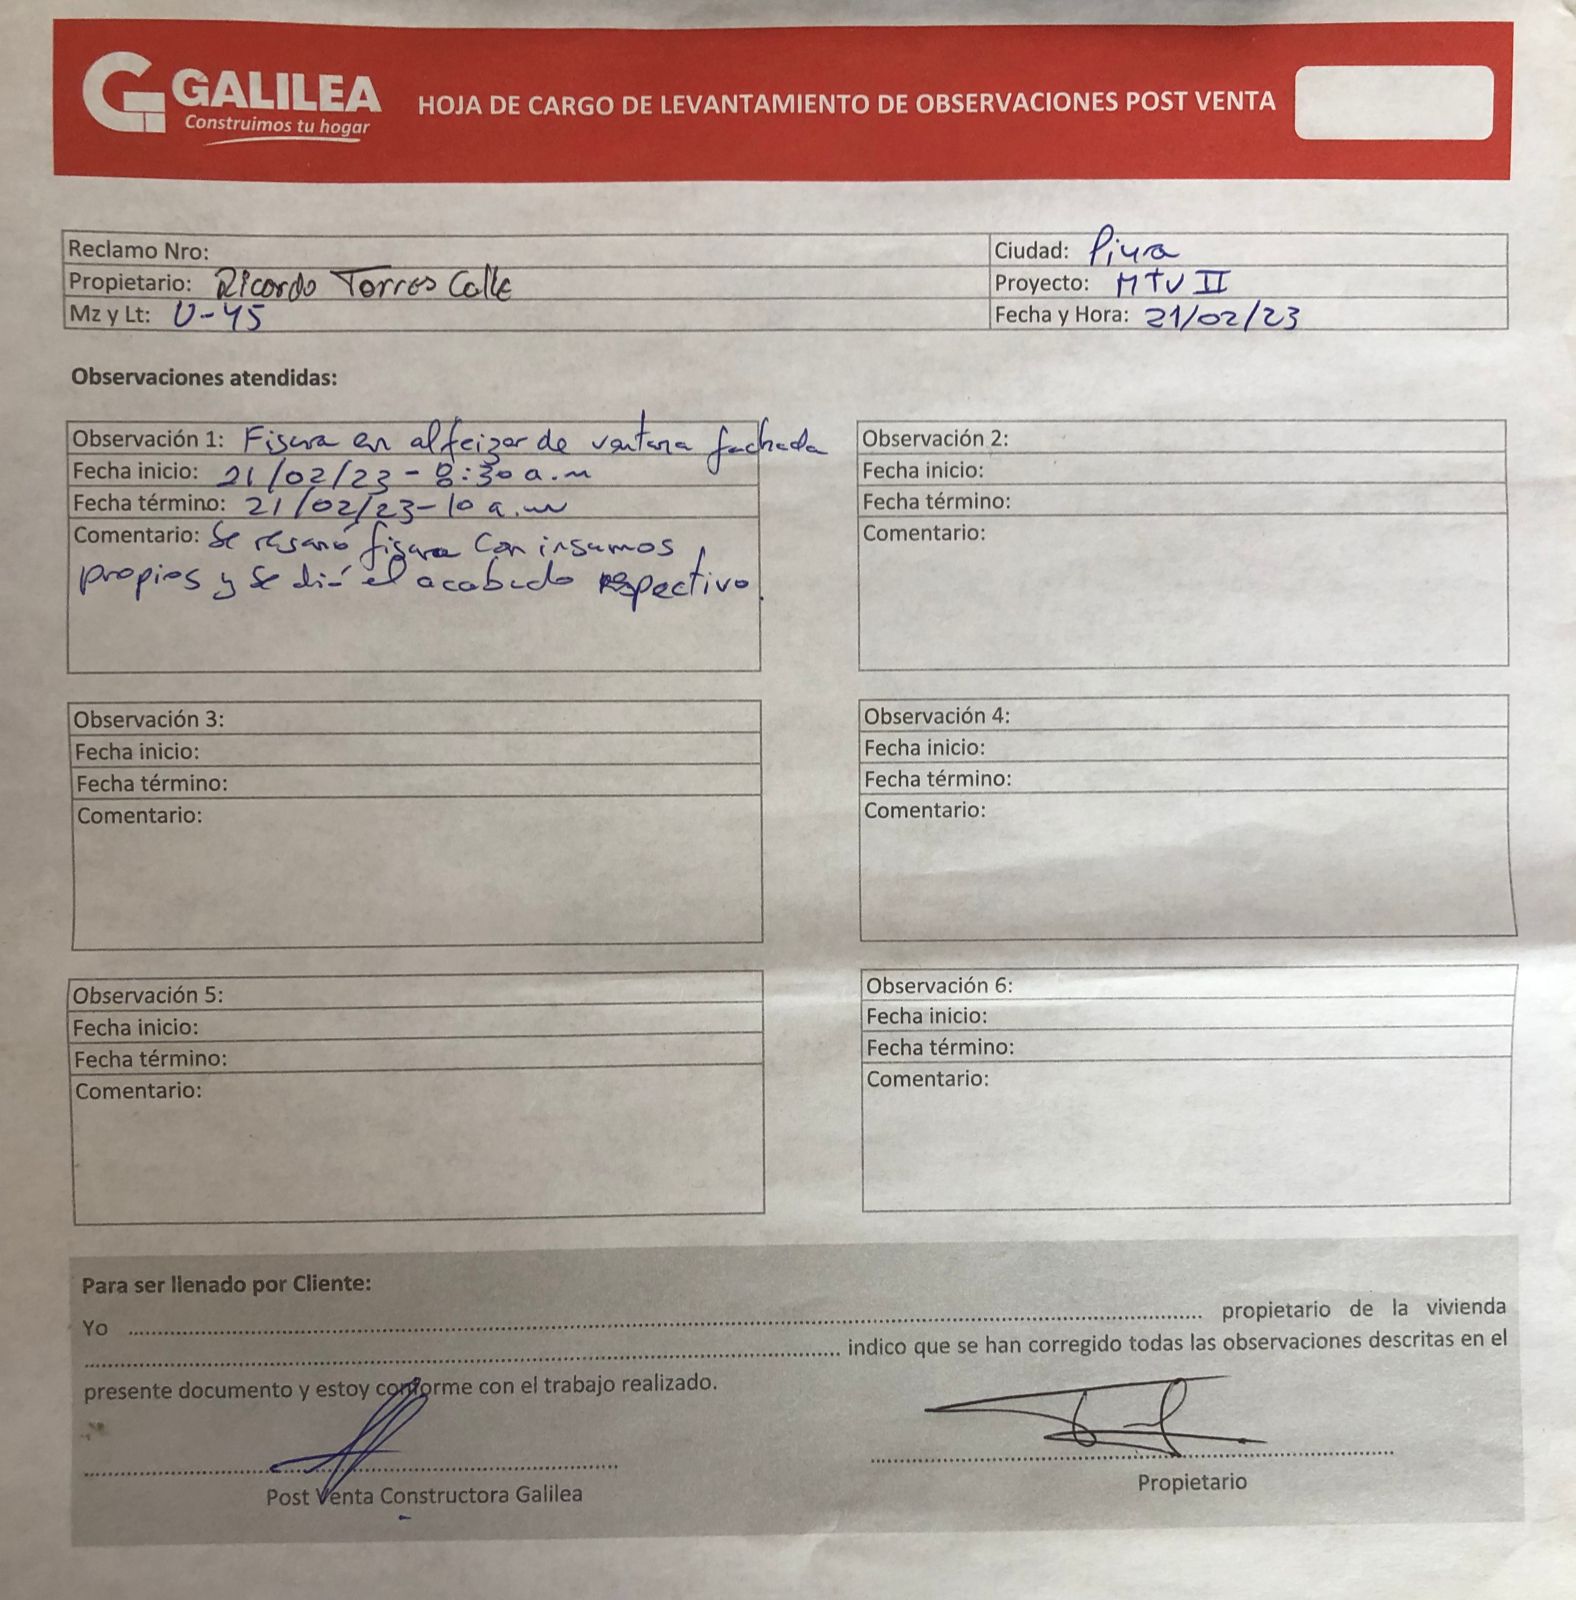 GALILEA
Construimos tu hogar
HOJA DE CARGO DE LEVANTAMIENTO DE OBSERVACIONES POST VENTA
Reclamo Nro:
Ciudad: Piura
Propietario: Ricardo Torres Calle
Proyecto: MTV II
Mz y Lt: U-45
Fecha y Hora: 21/02/23
Observaciones atendidas:
Observación 1: Fisura en alfeizar de ventana fachada
Fecha inicio: 21/02/23 - 8:30 a.m
Fecha término: 21/02/23 - 10 a.m
Comentario: Se resanó fisura con insumos
propios y se dió el acabado respectivo.
Observación 2:
Fecha inicio:
Fecha término:
Comentario:
Observación 3:
Fecha inicio:
Fecha término:
Comentario:
Observación 4:
Fecha inicio:
Fecha término:
Comentario:
Observación 5:
Fecha inicio:
Fecha término:
Comentario:
Observación 6:
Fecha inicio:
Fecha término:
Comentario:
Para ser llenado por Cliente:
Yo ........ propietario de la vivienda
........ indico que se han corregido todas las observaciones descritas en el
presente documento y estoy conforme con el trabajo realizado.
Post Venta Constructora Galilea
Propietario